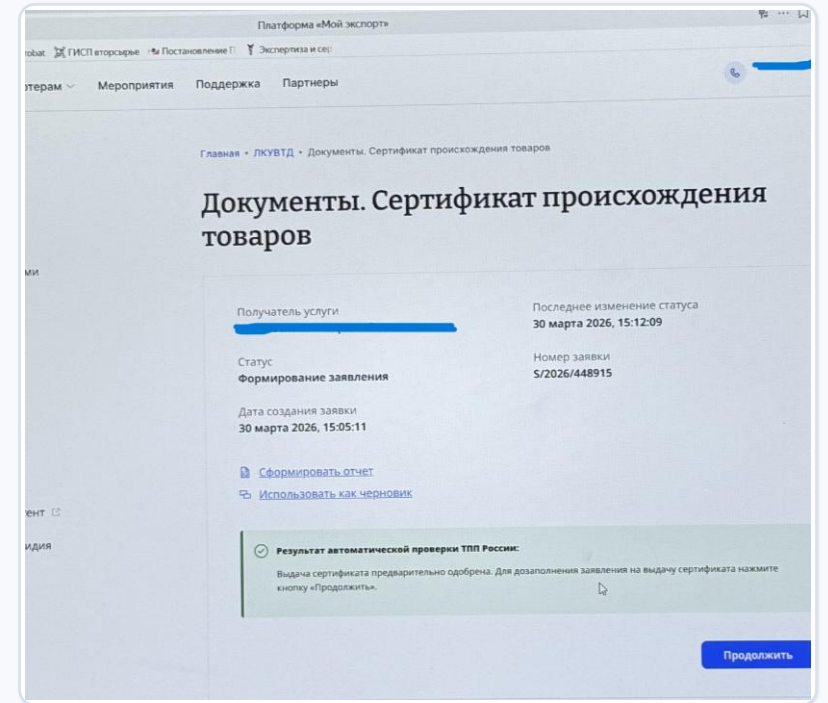 Платформа «Мой экспорт»
ГИСП вторсырье Постановление П Экспертиза и сер
Мероприятия Поддержка Партнеры
Главная • ЛКУВТД • Документы. Сертификат происхождения товаров
Документы. Сертификат происхождения
товаров
Получатель услуги
Последнее изменение статуса
30 марта 2026, 15:12:09
Статус
Формирование заявления
Номер заявки
S/2026/448915
Дата создания заявки
30 марта 2026, 15:05:11
Сформировать отчет
Использовать как черновик
Результат автоматической проверки ТПП России:
Выдача сертификата предварительно одобрена. Для дозаполнения заявления на выдачу сертификата нажмите
кнопку «Продолжить».
Продолжить